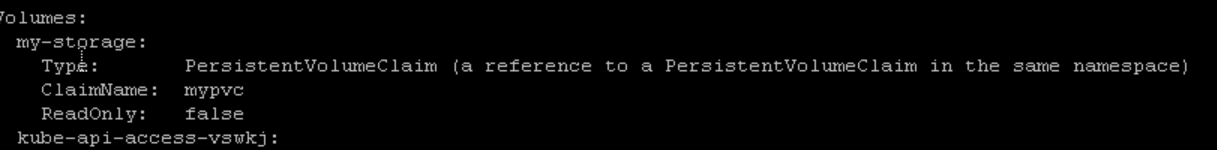 Volumes:
  my-storage:
    Type:       PersistentVolumeClaim (a reference to a PersistentVolumeClaim in the same namespace)
    ClaimName:  mypvc
    ReadOnly:   false
  kube-api-access-vswkj: